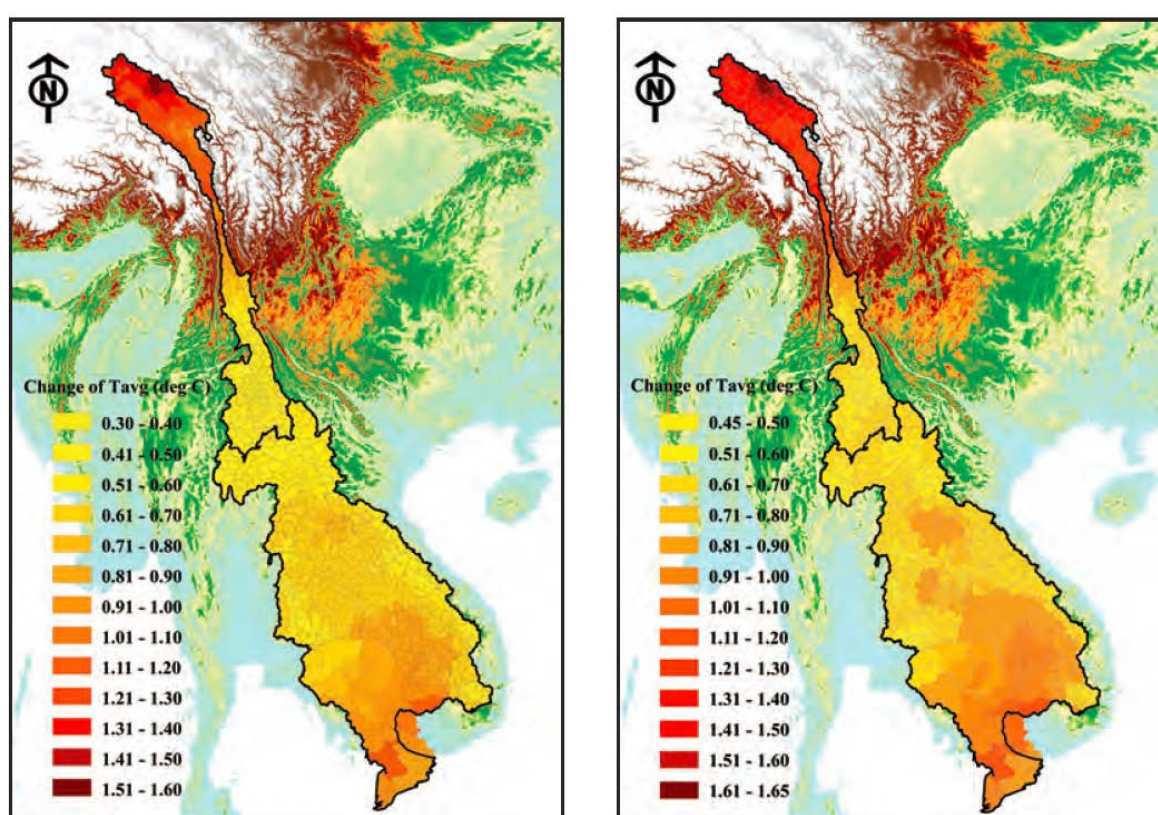 N
Change of Tavg (deg C)
0.30 - 0.40
0.41 - 0.50
0.51 - 0.60
0.61 - 0.70
0.71 - 0.80
0.81 - 0.90
0.91 - 1.00
1.01 - 1.10
1.11 - 1.20
1.21 - 1.30
1.31 - 1.40
1.41 - 1.50
1.51 - 1.60
N
Change of Tavg (deg C)
0.45 - 0.50
0.51 - 0.60
0.61 - 0.70
0.71 - 0.80
0.81 - 0.90
0.91 - 1.00
1.01 - 1.10
1.11 - 1.20
1.21 - 1.30
1.31 - 1.40
1.41 - 1.50
1.51 - 1.60
1.61 - 1.65